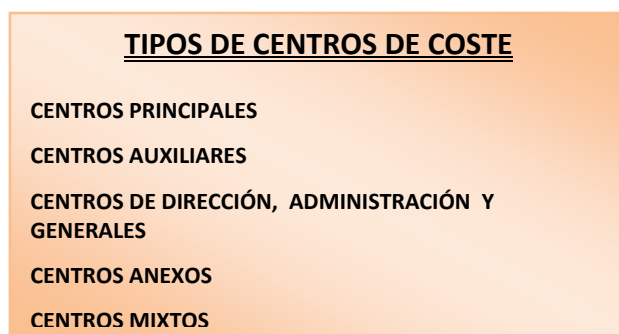 TIPOS DE CENTROS DE COSTE
CENTROS PRINCIPALES
CENTROS AUXILIARES
CENTROS DE DIRECCIÓN, ADMINISTRACIÓN Y
GENERALES
CENTROS ANEXOS
CENTROS MIXTOS